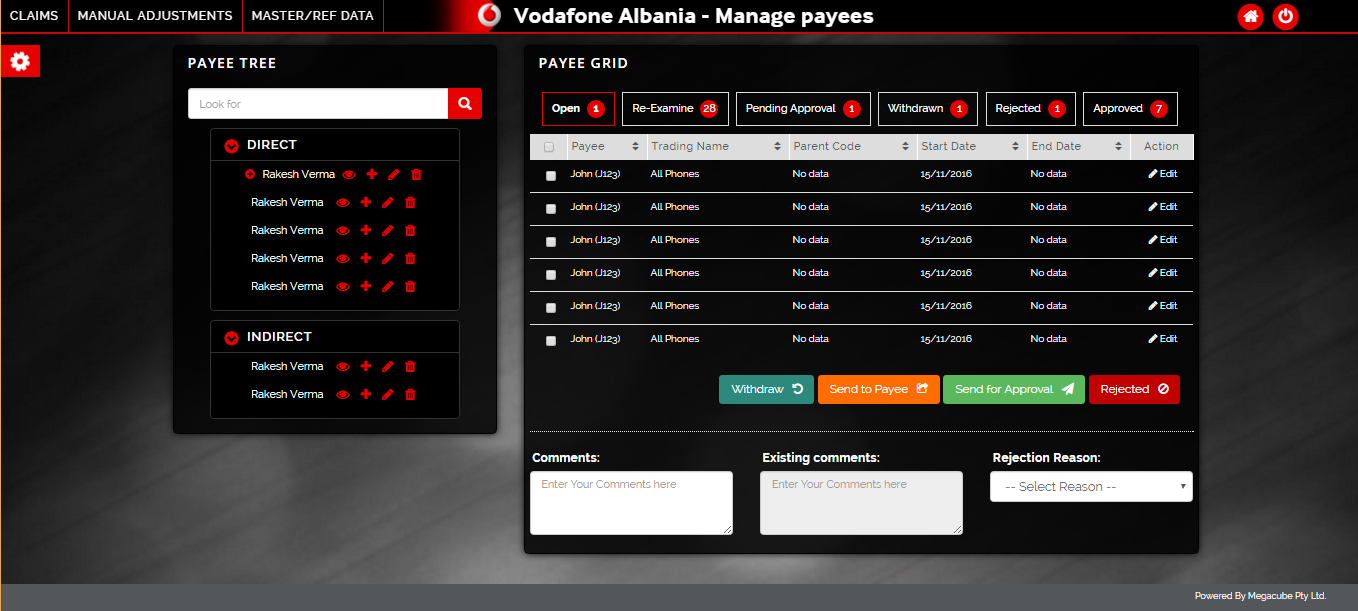 CLAIMS MANUAL ADJUSTMENTS MASTER/REF DATA Vodafone Albania - Manage payees
PAYEE TREE
Look for
DIRECT
Rakesh Verma
Rakesh Verma
Rakesh Verma
Rakesh Verma
Rakesh Verma
INDIRECT
Rakesh Verma
Rakesh Verma
PAYEE GRID
Open 1 Re-Examine 28 Pending Approval 1 Withdrawn 1 Rejected 1 Approved 7
Payee Trading Name Parent Code Start Date End Date Action
John (J123) All Phones No data 15/11/2016 No data Edit
John (J123) All Phones No data 15/11/2016 No data Edit
John (J123) All Phones No data 15/11/2016 No data Edit
John (J123) All Phones No data 15/11/2016 No data Edit
John (J123) All Phones No data 15/11/2016 No data Edit
John (J123) All Phones No data 15/11/2016 No data Edit
Withdraw Send to Payee Send for Approval Rejected
Comments: Existing comments: Rejection Reason:
Enter Your Comments here Enter Your Comments here -- Select Reason --
Powered By Megacube Pty Ltd.